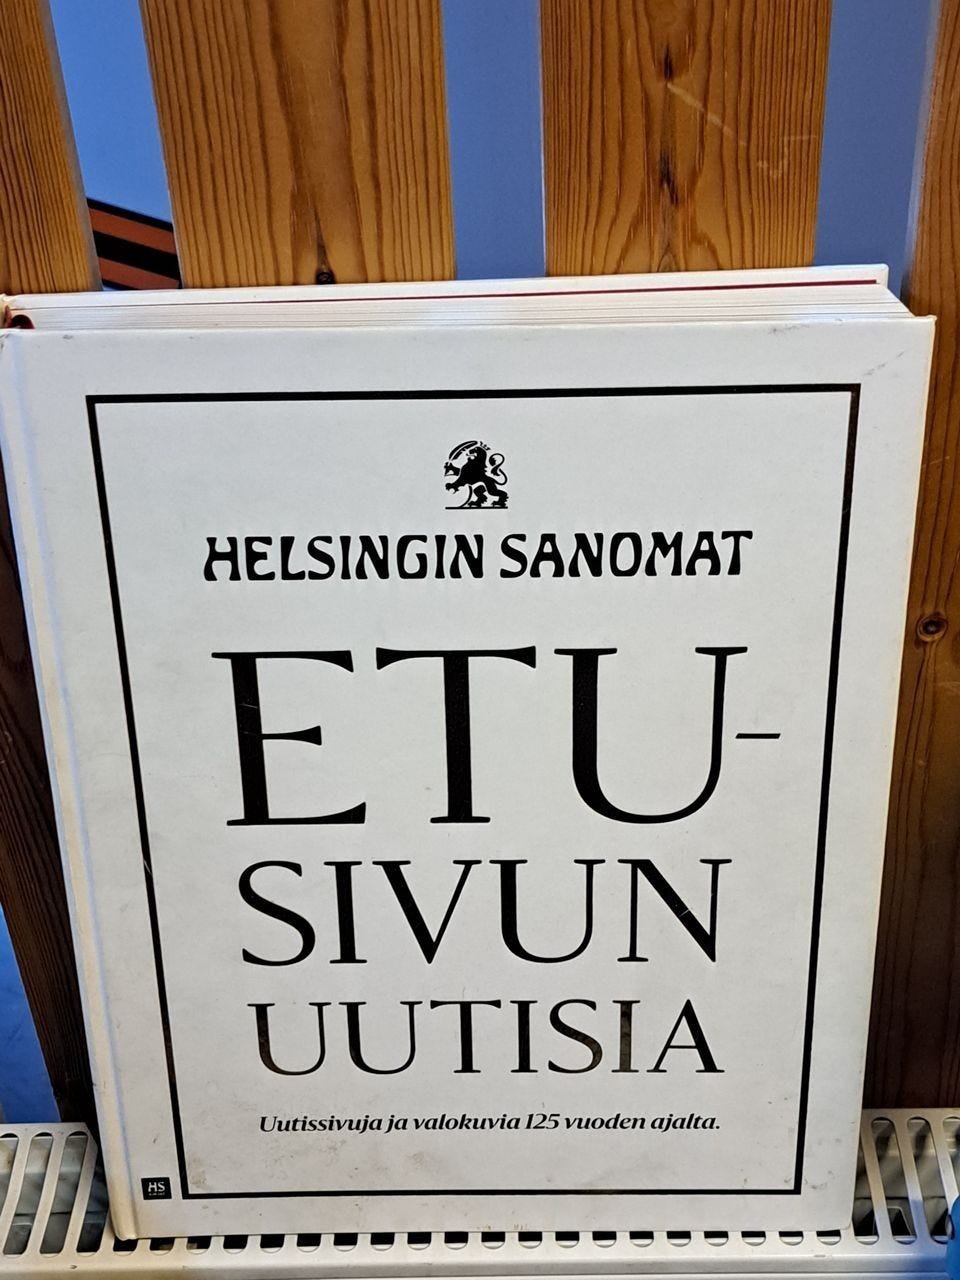 HELSINGIN SANOMAT
ETU-
SIVUN
UUTISIA
Uutissivuja ja valokuvia 125 vuoden ajalta.
HS